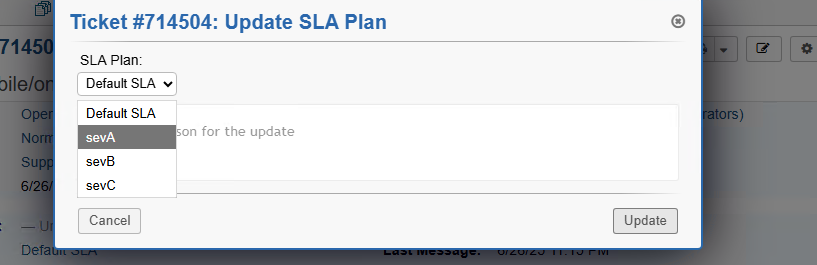 Ticket #714504: Update SLA Plan
71450
SLA Plan:
bile/on
Default SLA
Oper
Default SLA
rators)
Norm
sevA
son for the update
Supp
sevB
6/26/
sevC
Cancel
Update
:
— Un
Default SLA
Last Message:
6/26/25 11:15 PM